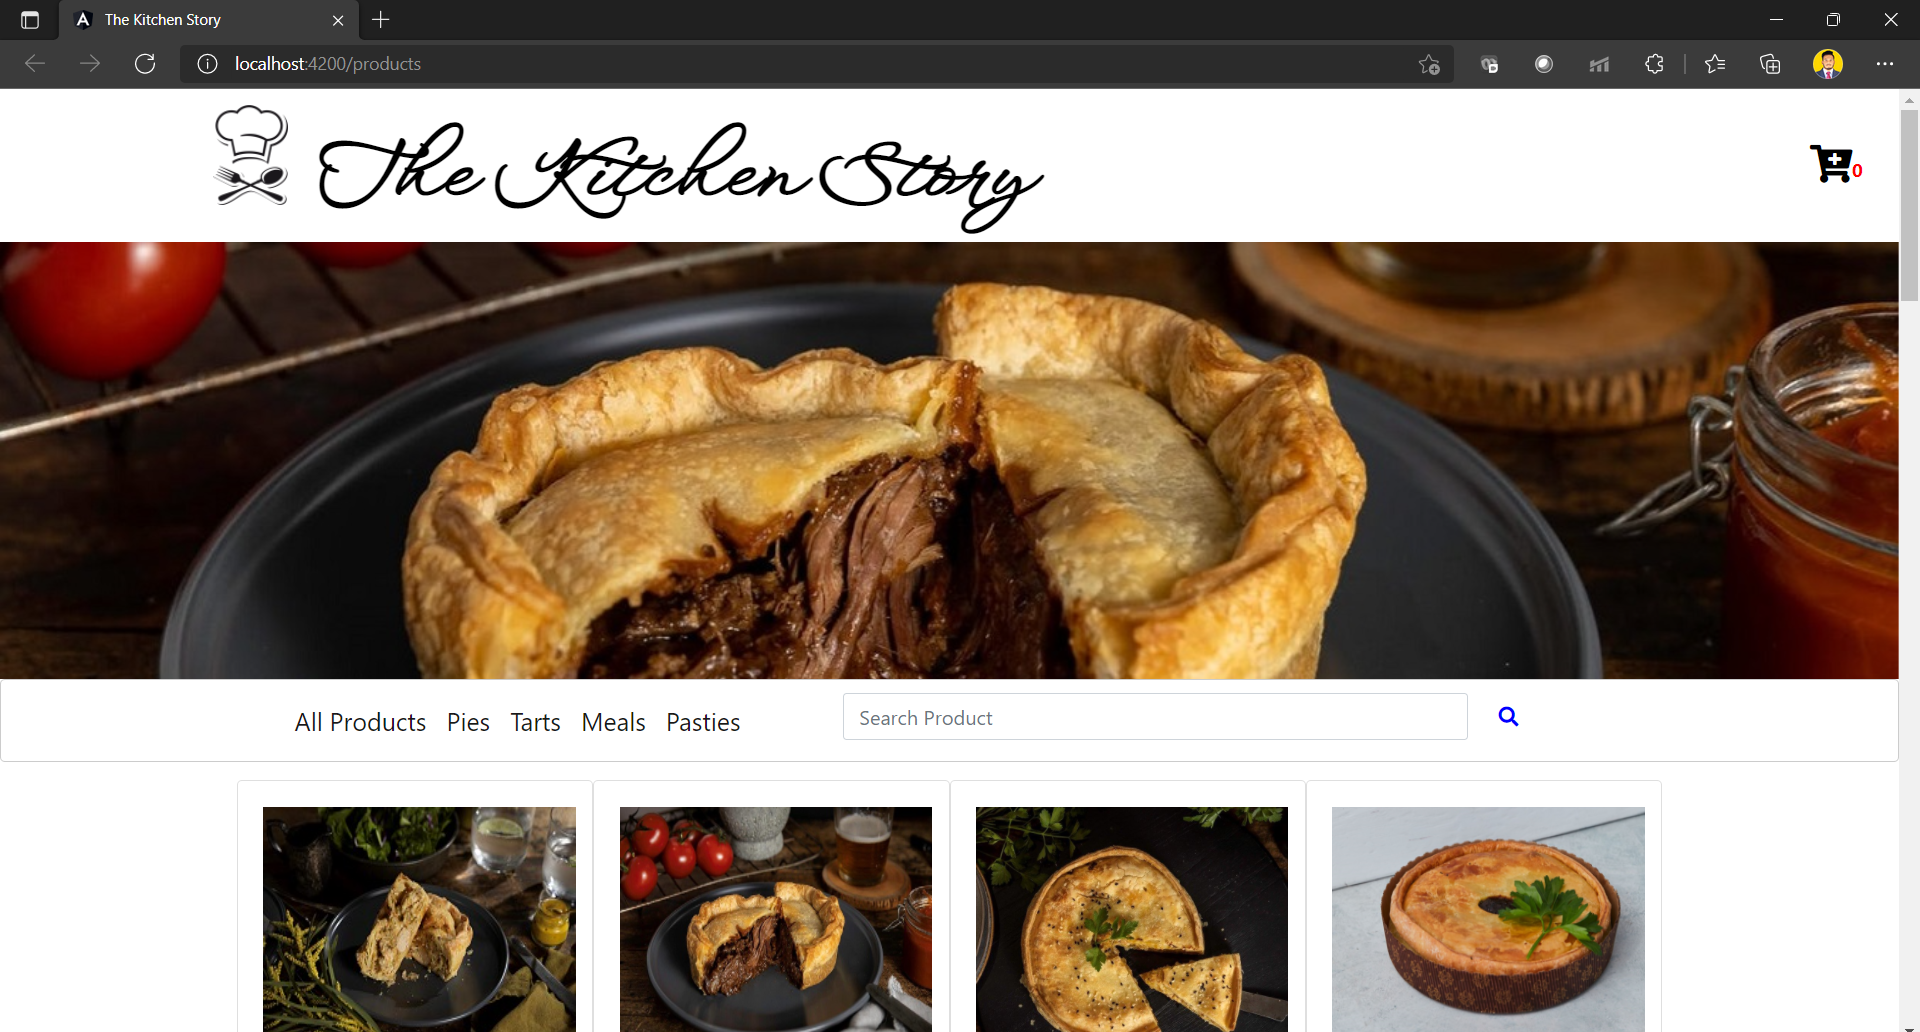 The Kitchen Story
localhost:4200/products
The Kitchen Story
0
All Products Pies Tarts Meals Pasties
Search Product